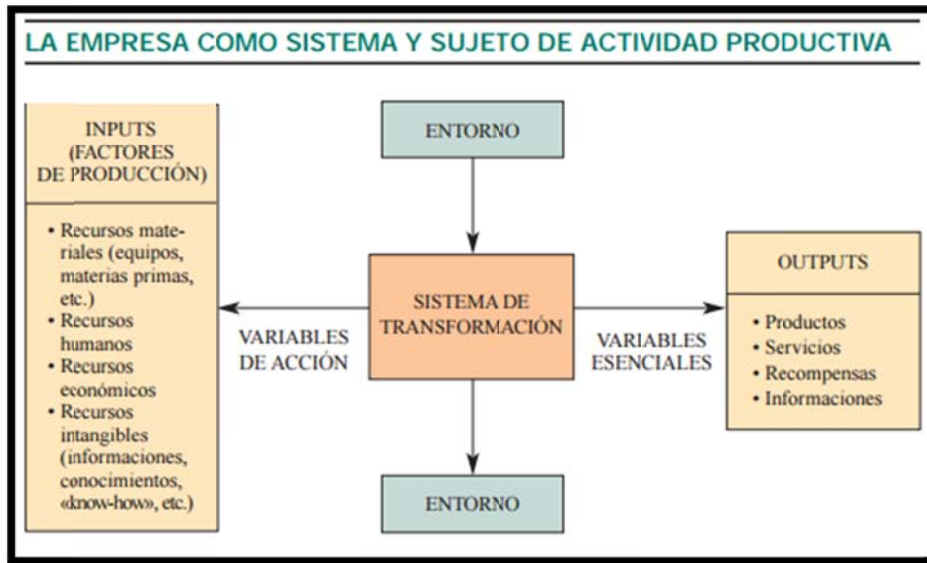 LA EMPRESA COMO SISTEMA Y SUJETO DE ACTIVIDAD PRODUCTIVA
INPUTS
(FACTORES
DE PRODUCCIÓN)
• Recursos mate-
riales (equipos,
materias primas,
etc.)
• Recursos
humanos
• Recursos
económicos
• Recursos
intangibles
(informaciones,
conocimientos,
«know-how», etc.)
VARIABLES
DE ACCIÓN
ENTORNO
SISTEMA DE
TRANSFORMACIÓN
ENTORNO
VARIABLES
ESENCIALES
OUTPUTS
• Productos
• Servicios
• Recompensas
• Informaciones